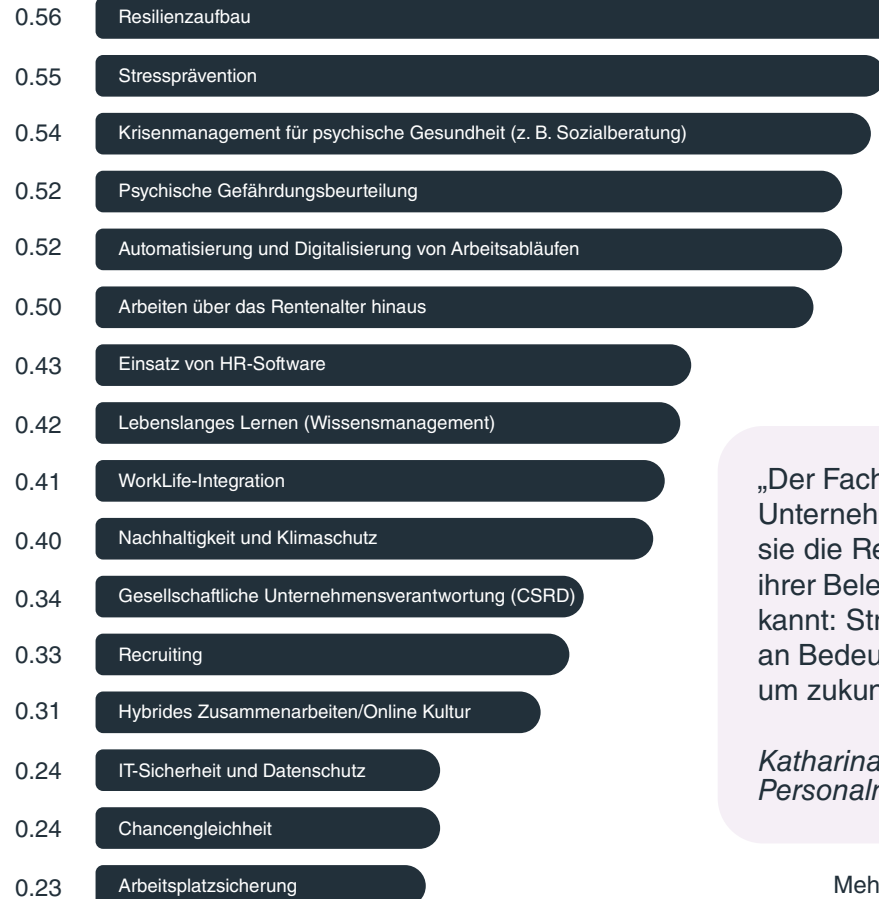 0.56 Resilienzaufbau
0.55 Stressprävention
0.54 Krisenmanagement für psychische Gesundheit (z. B. Sozialberatung)
0.52 Psychische Gefährdungsbeurteilung
0.52 Automatisierung und Digitalisierung von Arbeitsabläufen
0.50 Arbeiten über das Rentenalter hinaus
0.43 Einsatz von HR-Software
0.42 Lebenslanges Lernen (Wissensmanagement)
0.41 WorkLife-Integration
0.40 Nachhaltigkeit und Klimaschutz
0.34 Gesellschaftliche Unternehmensverantwortung (CSRD)
0.33 Recruiting
0.31 Hybrides Zusammenarbeiten/Online Kultur
0.24 IT-Sicherheit und Datenschutz
0.24 Chancengleichheit
0.23 Arbeitsplatzsicherung
„Der Fach
Unterneh
sie die Re
ihrer Bele
kannt: Str
an Bedeu
um zukun
Katharina
Personal
Meh